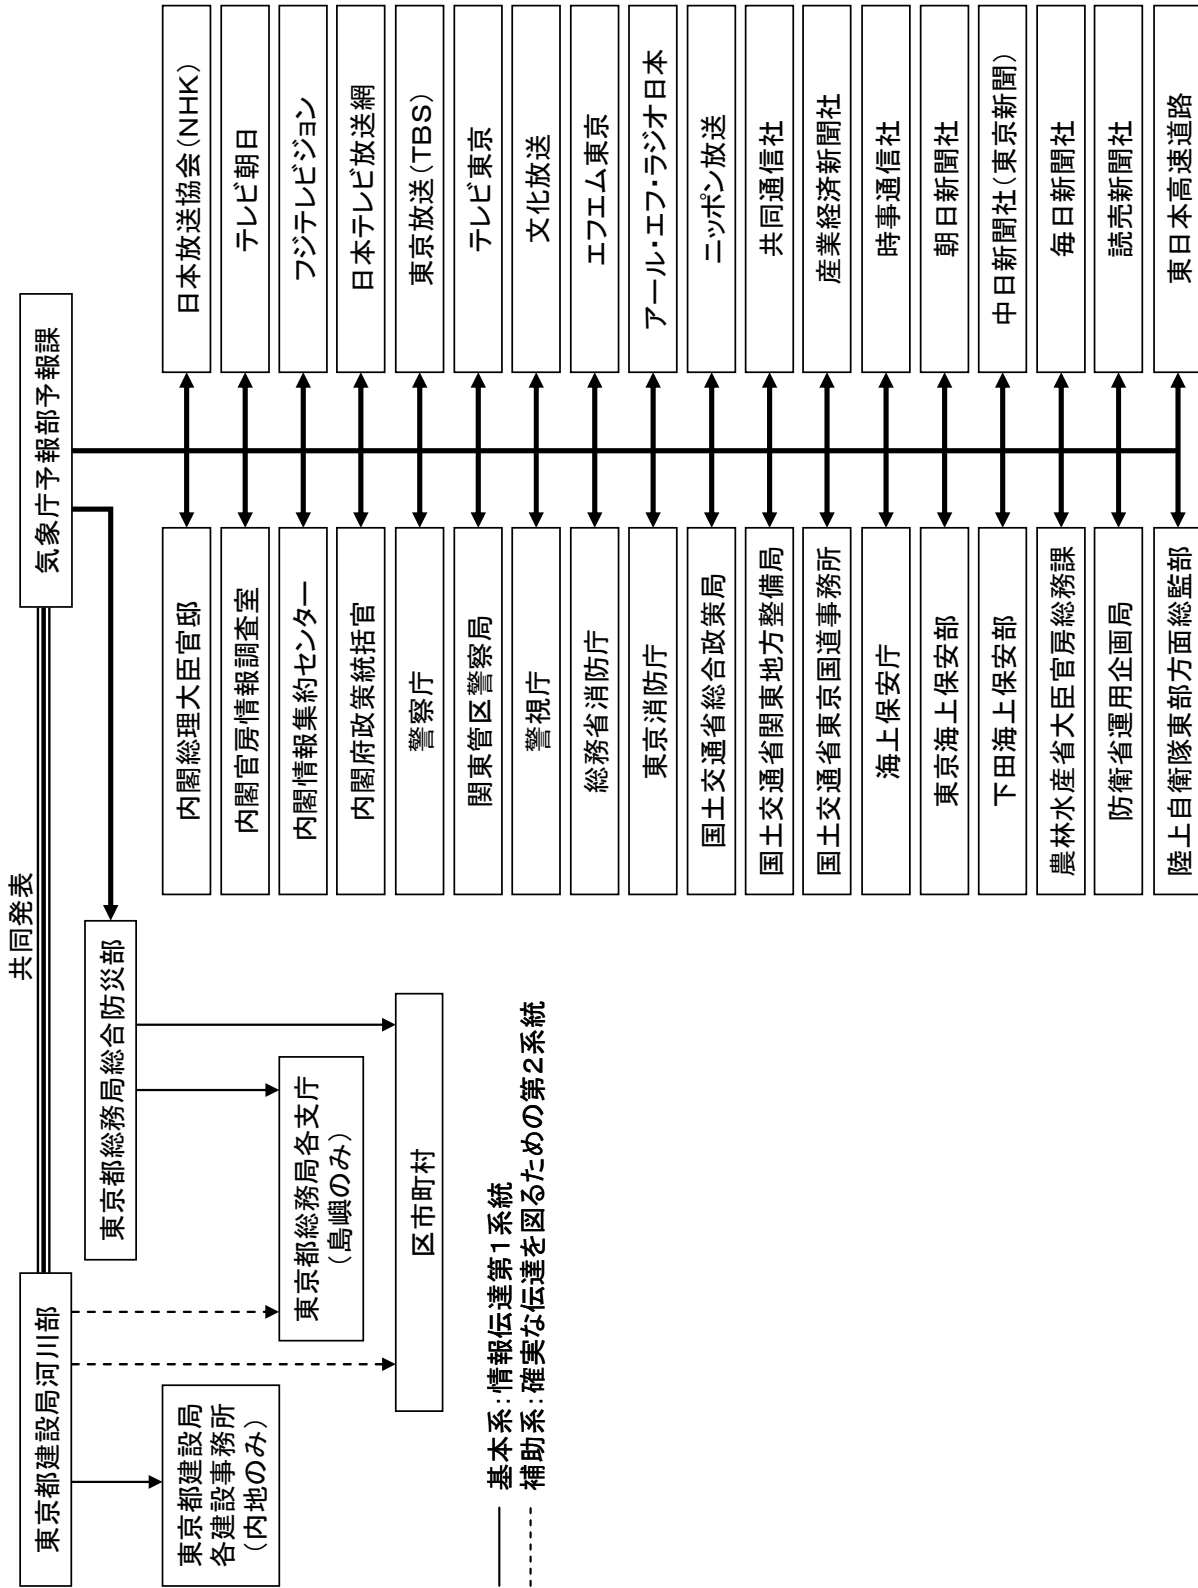 共同発表
東京都建設局河川部
気象庁予報部予報課
東京都総務局総合防災部
東京都建設局
各建設事務所
（内地のみ）
東京都総務局各支庁
（島嶼のみ）
区市町村
基本系：情報伝達第1系統
補助系：確実な伝達を図るための第2系統
内閣総理大臣官邸
内閣官房情報調査室
内閣情報集約センター
内閣府政策統括官
警察庁
関東管区警察局
警視庁
総務省消防庁
東京消防庁
国土交通省総合政策局
国土交通省関東地方整備局
国土交通省東京国道事務所
海上保安庁
東京海上保安部
下田海上保安部
農林水産省大臣官房総務課
防衛省運用企画局
陸上自衛隊東部方面総監部
日本放送協会（NHK）
テレビ朝日
フジテレビジョン
日本テレビ放送網
東京放送（TBS）
テレビ東京
文化放送
エフエム東京
アール・エフ・ラジオ日本
ニッポン放送
共同通信社
産業経済新聞社
時事通信社
朝日新聞社
中日新聞社（東京新聞）
毎日新聞社
読売新聞社
東日本高速道路